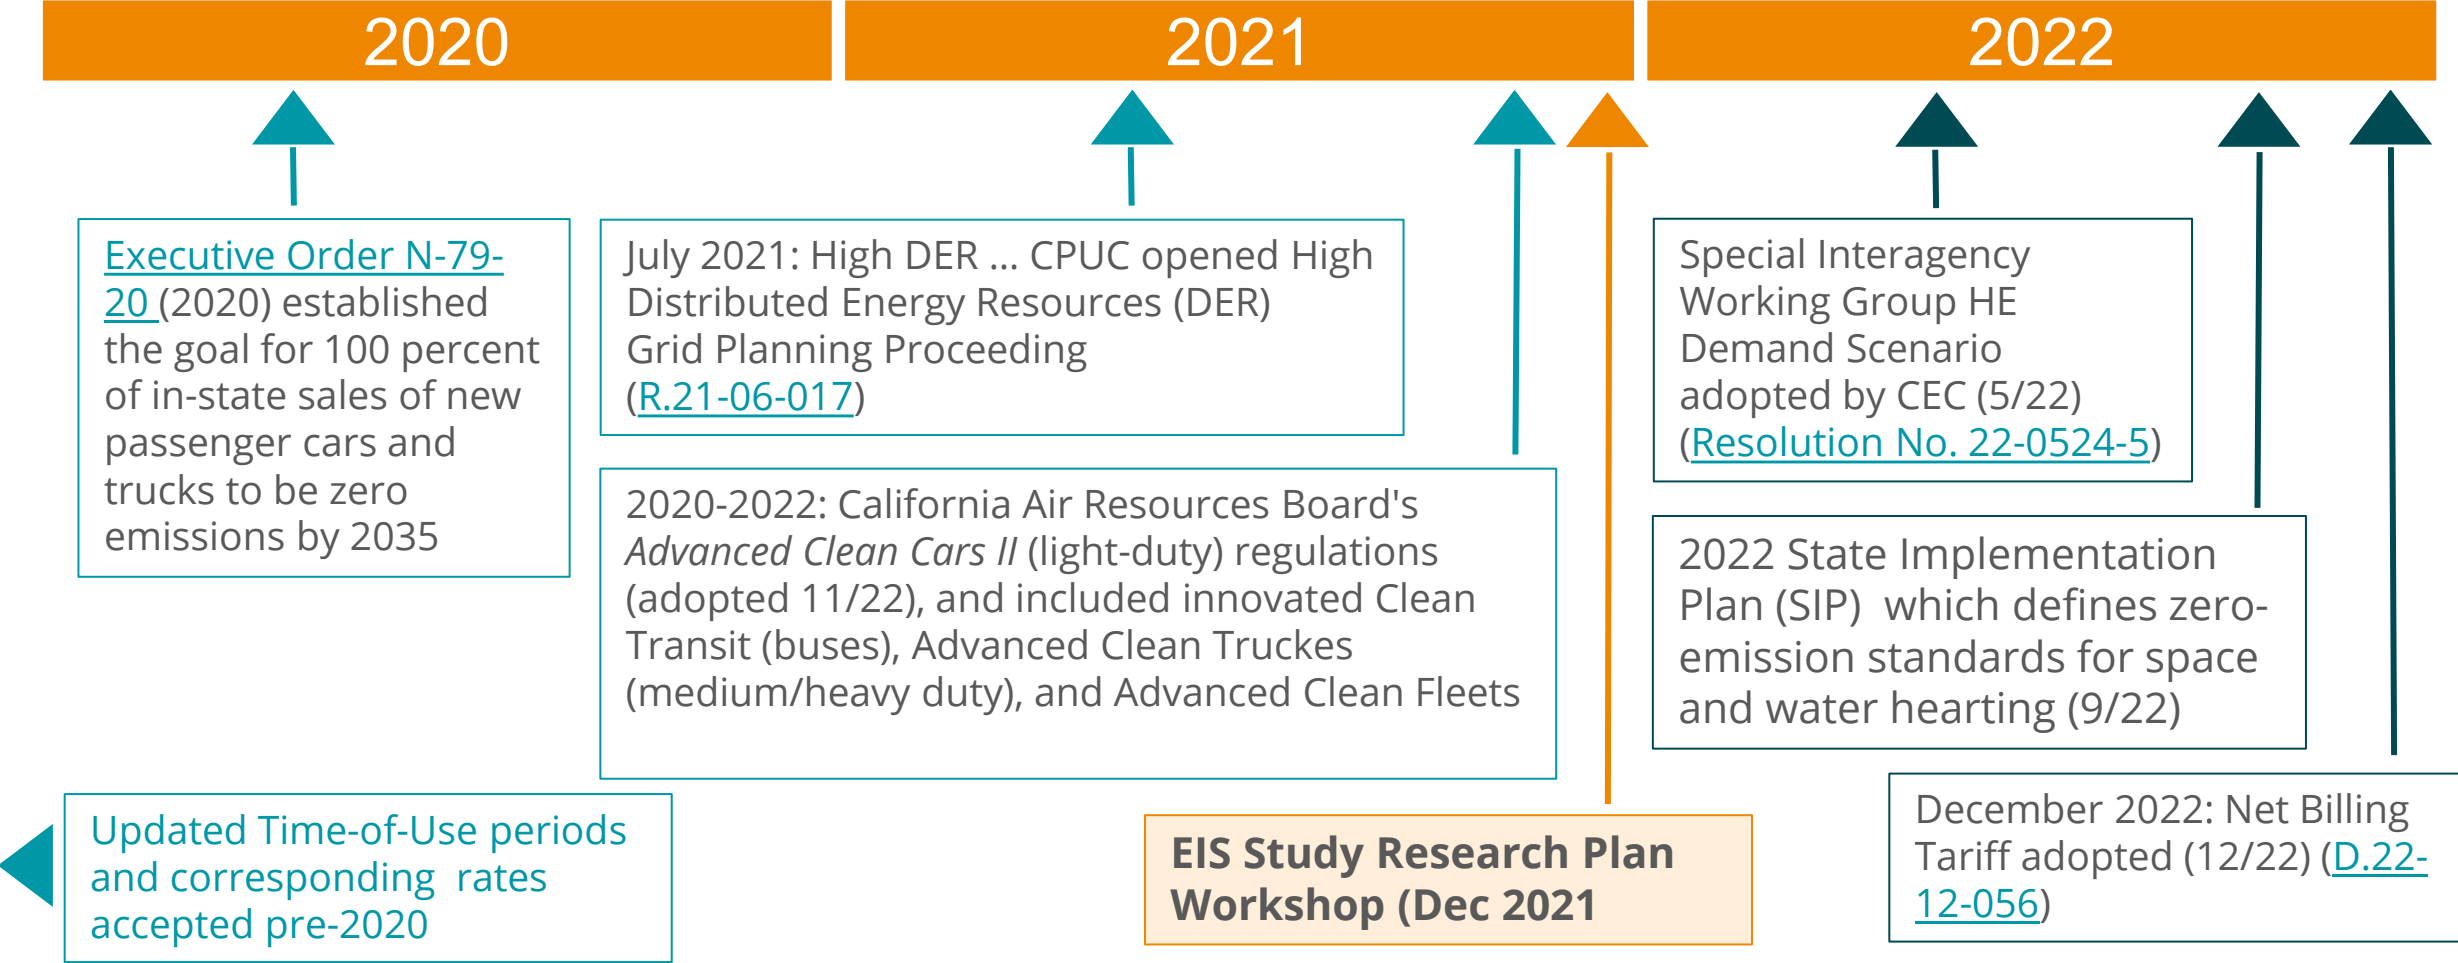 2020
2021
2022
Executive Order N-79-
20 (2020) established
the goal for 100 percent
of in-state sales of new
passenger cars and
trucks to be zero
emissions by 2035
July 2021: High DER ... CPUC opened High
Distributed Energy Resources (DER)
Grid Planning Proceeding
(R.21-06-017)
2020-2022: California Air Resources Board's
Advanced Clean Cars II (light-duty) regulations
(adopted 11/22), and included innovated Clean
Transit (buses), Advanced Clean Truckes
(medium/heavy duty), and Advanced Clean Fleets
Special Interagency
Working Group HE
Demand Scenario
adopted by CEC (5/22)
(Resolution No. 22-0524-5)
2022 State Implementation
Plan (SIP)  which defines zero-
emission standards for space
and water hearting (9/22)
Updated Time-of-Use periods
and corresponding  rates
accepted pre-2020
EIS Study Research Plan
Workshop (Dec 2021
December 2022: Net Billing
Tariff adopted (12/22) (D.22-
12-056)